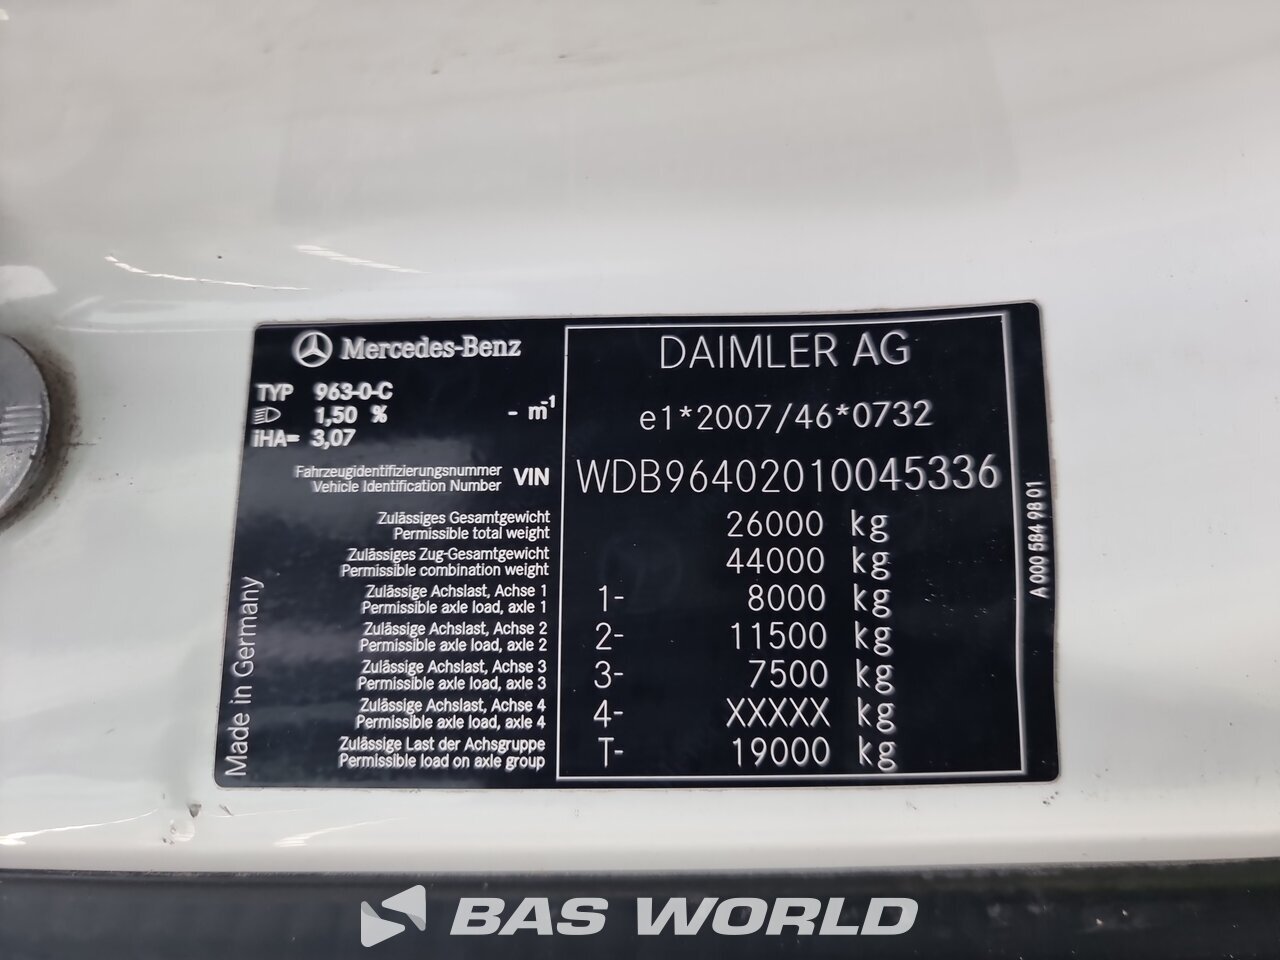 Mercedes-Benz
TYP 963-0-C
1,50 % - m-1
iHA= 3,07
DAIMLER AG
e1*2007/46*0732
Fahrzeugidentifizierungsnummer
Vehicle Identification Number VIN WDB96402010045336
Zulässiges Gesamtgewicht
Permissible total weight 26000 kg
Zulässiges Zug-Gesamtgewicht
Permissible combination weight 44000 kg
Zulässige Achslast, Achse 1
Permissible axle load, axle 1 1- 8000 kg
Zulässige Achslast, Achse 2
Permissible axle load, axle 2 2- 11500 kg
Zulässige Achslast, Achse 3
Permissible axle load, axle 3 3- 7500 kg
Zulässige Achslast, Achse 4
Permissible axle load, axle 4 4- XXXXX kg
Zulässige Last der Achsgruppe
Permissible load on axle group T- 19000 kg
Made in Germany
A 000 584 98 01
BAS WORLD